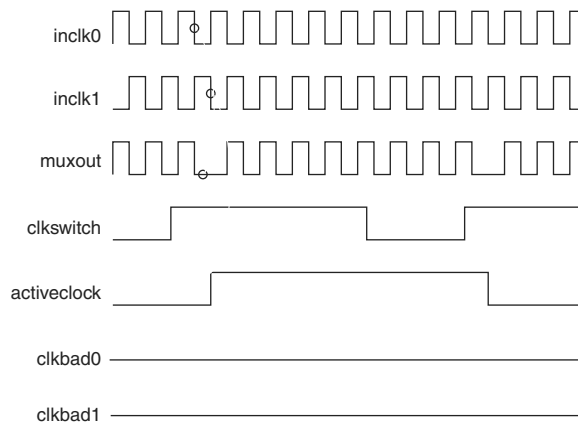 inclk0
inclk1
muxout
clkswitch
activeclock
clkbad0
clkbad1